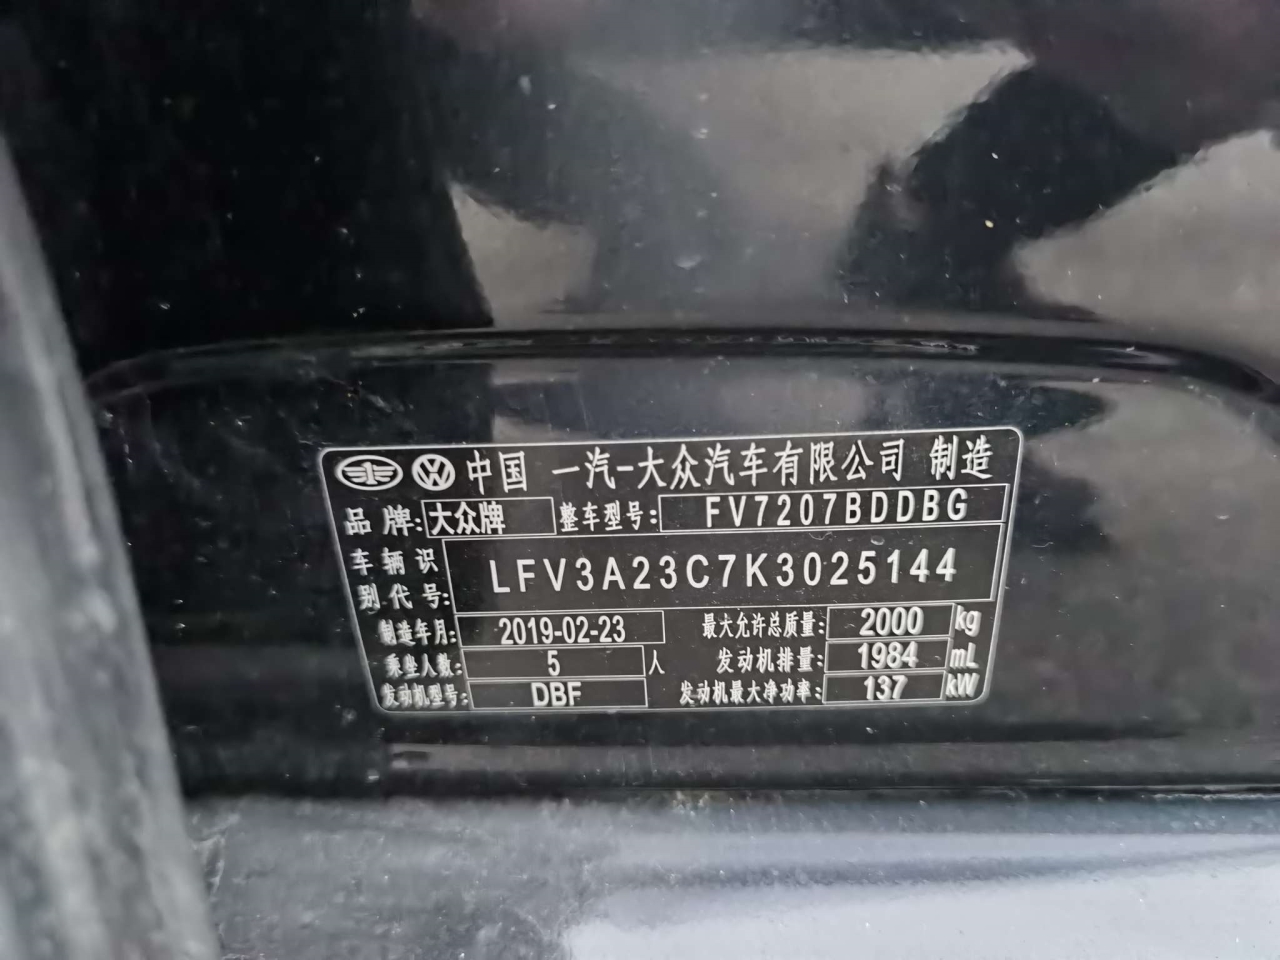 中国 一汽-大众汽车有限公司 制造
品牌: 大众牌 整车型号: FV7207BDDBG
车辆识别代号: LFV3A23C7K3025144
制造年月: 2019-02-23 最大允许总质量: 2000 kg
乘坐人数: 5 人 发动机排量: 1984 mL
发动机型号: DBF 发动机最大净功率: 137 kW